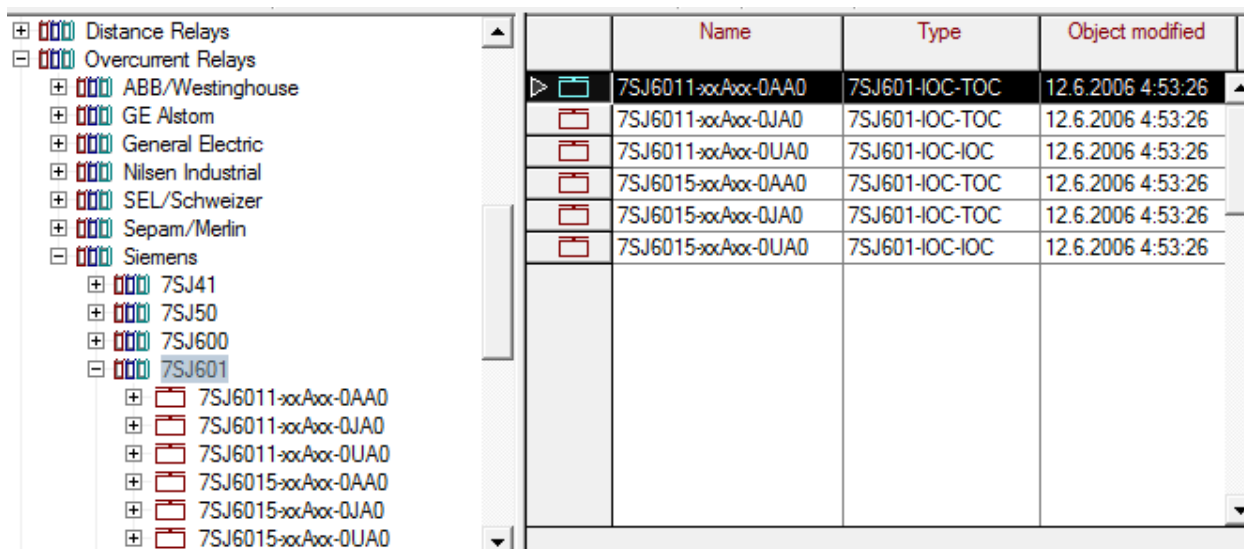 Distance Relays
Overcurrent Relays
ABB/Westinghouse
GE Alstom
General Electric
Nilsen Industrial
SEL/Schweizer
Sepam/Merlin
Siemens
7SJ41
7SJ50
7SJ600
7SJ601
7SJ6011-xxAxx-0AA0
7SJ6011-xxAxx-0JA0
7SJ6011-xxAxx-0UA0
7SJ6015-xxAxx-0AA0
7SJ6015-xxAxx-0JA0
7SJ6015-xxAxx-0UA0
Name Type Object modified
7SJ6011-xxAxx-0AA0 7SJ601-IOC-TOC 12.6.2006 4:53:26
7SJ6011-xxAxx-0JA0 7SJ601-IOC-TOC 12.6.2006 4:53:26
7SJ6011-xxAxx-0UA0 7SJ601-IOC-IOC 12.6.2006 4:53:26
7SJ6015-xxAxx-0AA0 7SJ601-IOC-TOC 12.6.2006 4:53:26
7SJ6015-xxAxx-0JA0 7SJ601-IOC-TOC 12.6.2006 4:53:26
7SJ6015-xxAxx-0UA0 7SJ601-IOC-IOC 12.6.2006 4:53:26